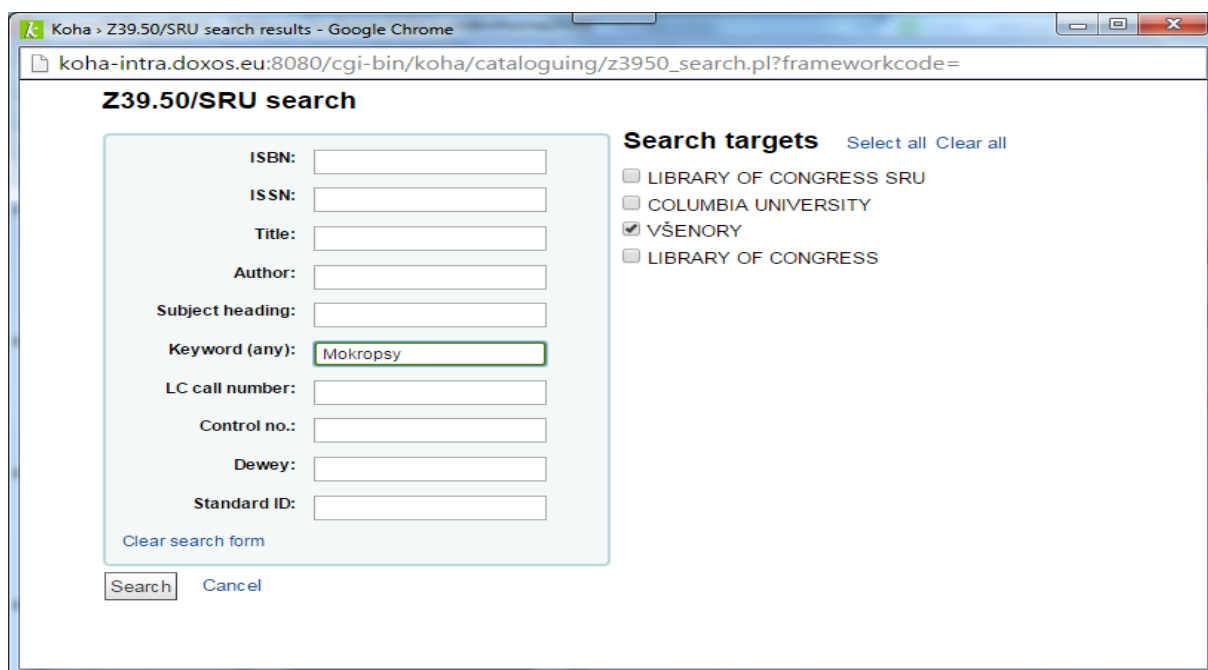 Koha › Z39.50/SRU search results - Google Chrome
koha-intra.doxos.eu:8080/cgi-bin/koha/cataloguing/z3950_search.pl?frameworkcode=
Z39.50/SRU search
ISBN:
ISSN:
Title:
Author:
Subject heading:
Keyword (any): Mokropsy
LC call number:
Control no.:
Dewey:
Standard ID:
Clear search form
Search Cancel
Search targets Select all Clear all
LIBRARY OF CONGRESS SRU
COLUMBIA UNIVERSITY
VŠENORY
LIBRARY OF CONGRESS